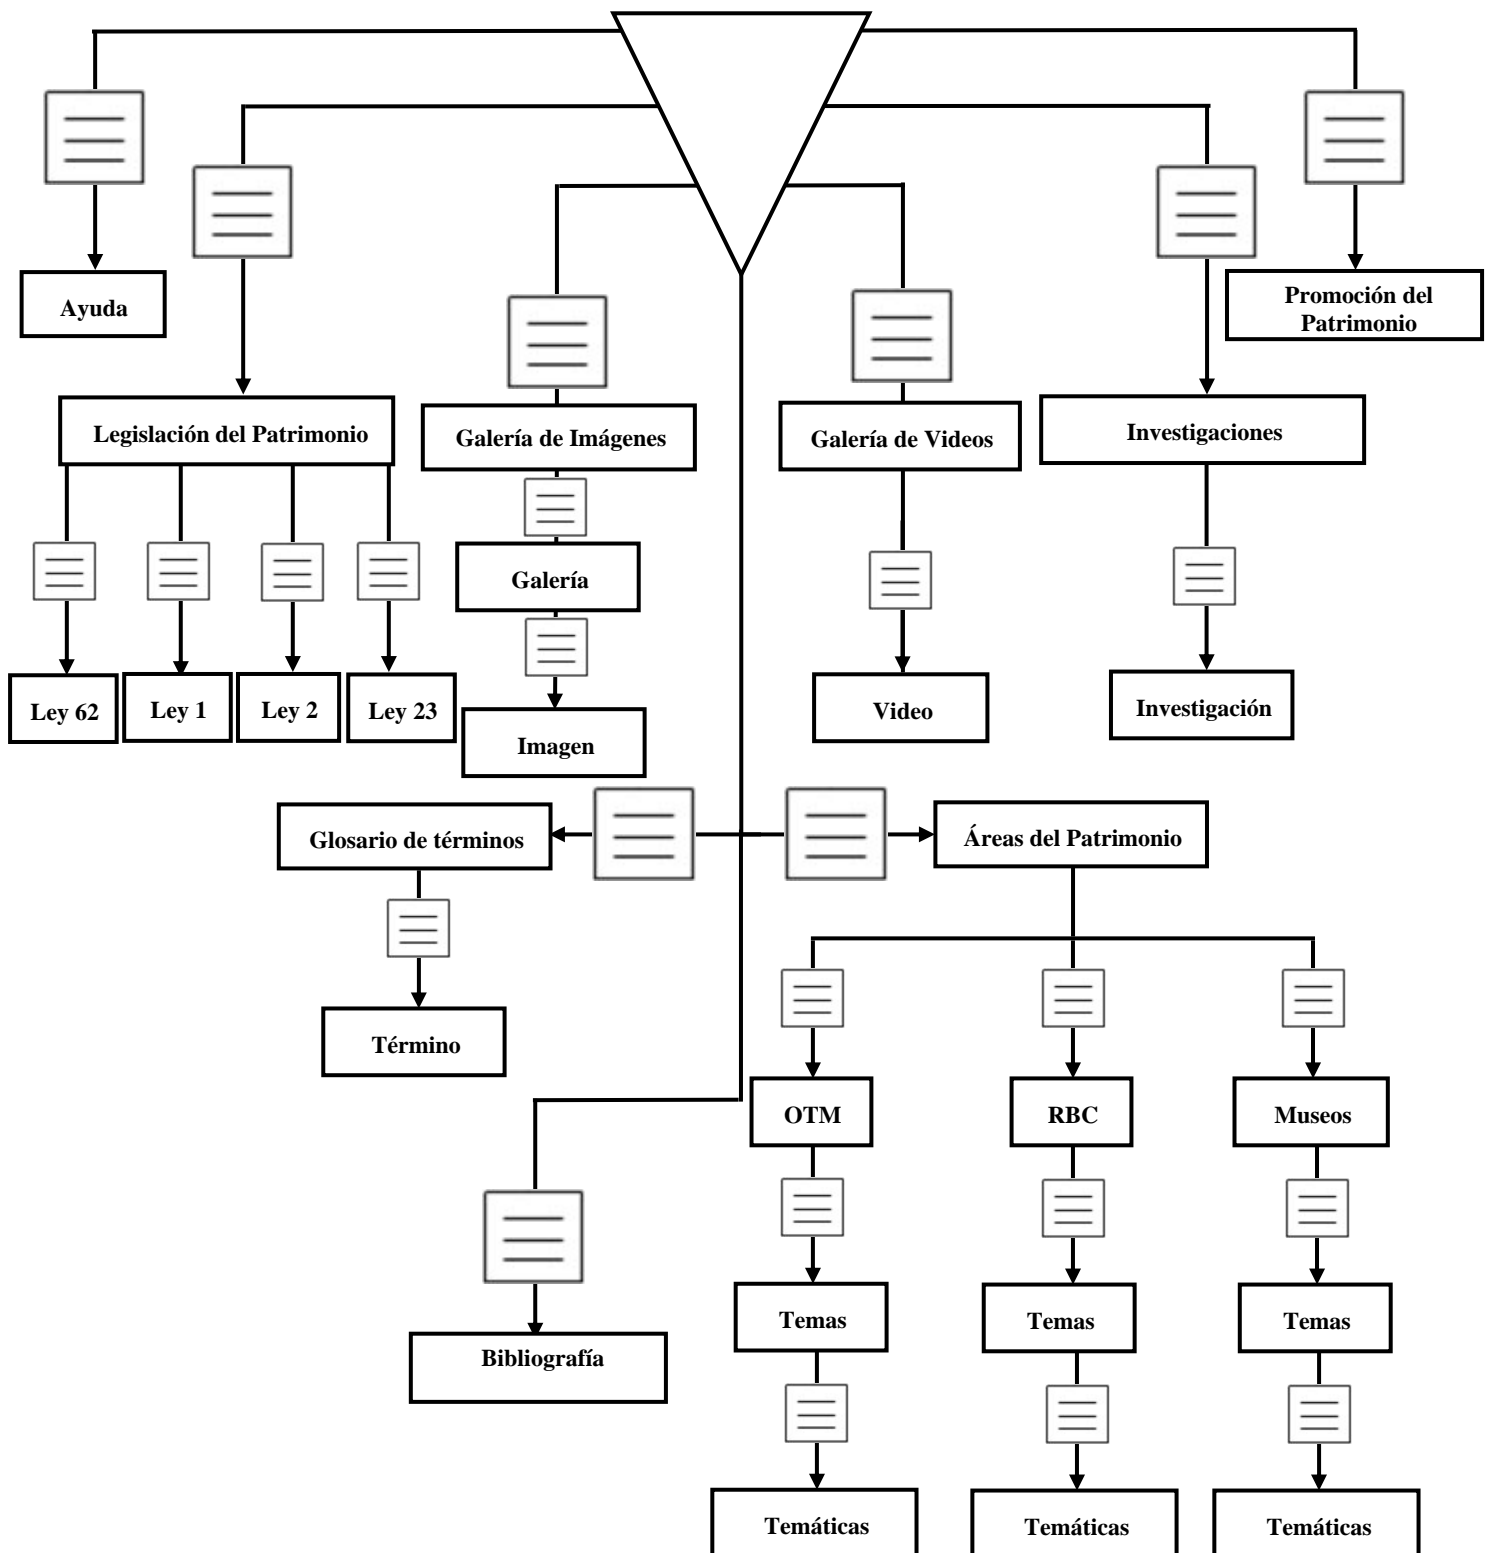 Ayuda
Promoción del
Patrimonio
Legislación del Patrimonio
Galería de Imágenes
Galería de Videos
Investigaciones
Galería
Ley 62
Ley 1
Ley 2
Ley 23
Imagen
Video
Investigación
Glosario de términos
Áreas del Patrimonio
Término
OTM
RBC
Museos
Bibliografía
Temas
Temas
Temas
Temáticas
Temáticas
Temáticas